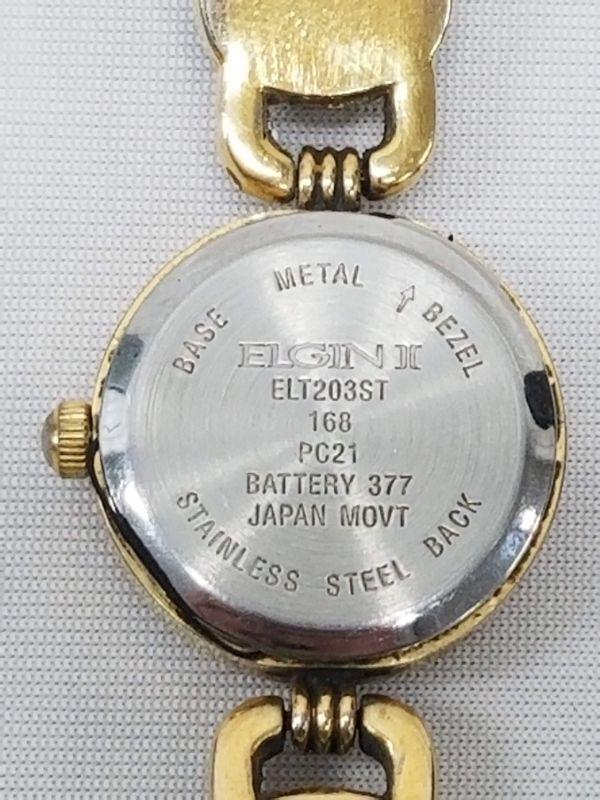 BASE METAL ↑ BEZEL
ELGIN II
ELT203ST
168
PC21
BATTERY 377
JAPAN MOVT
STAINLESS STEEL BACK